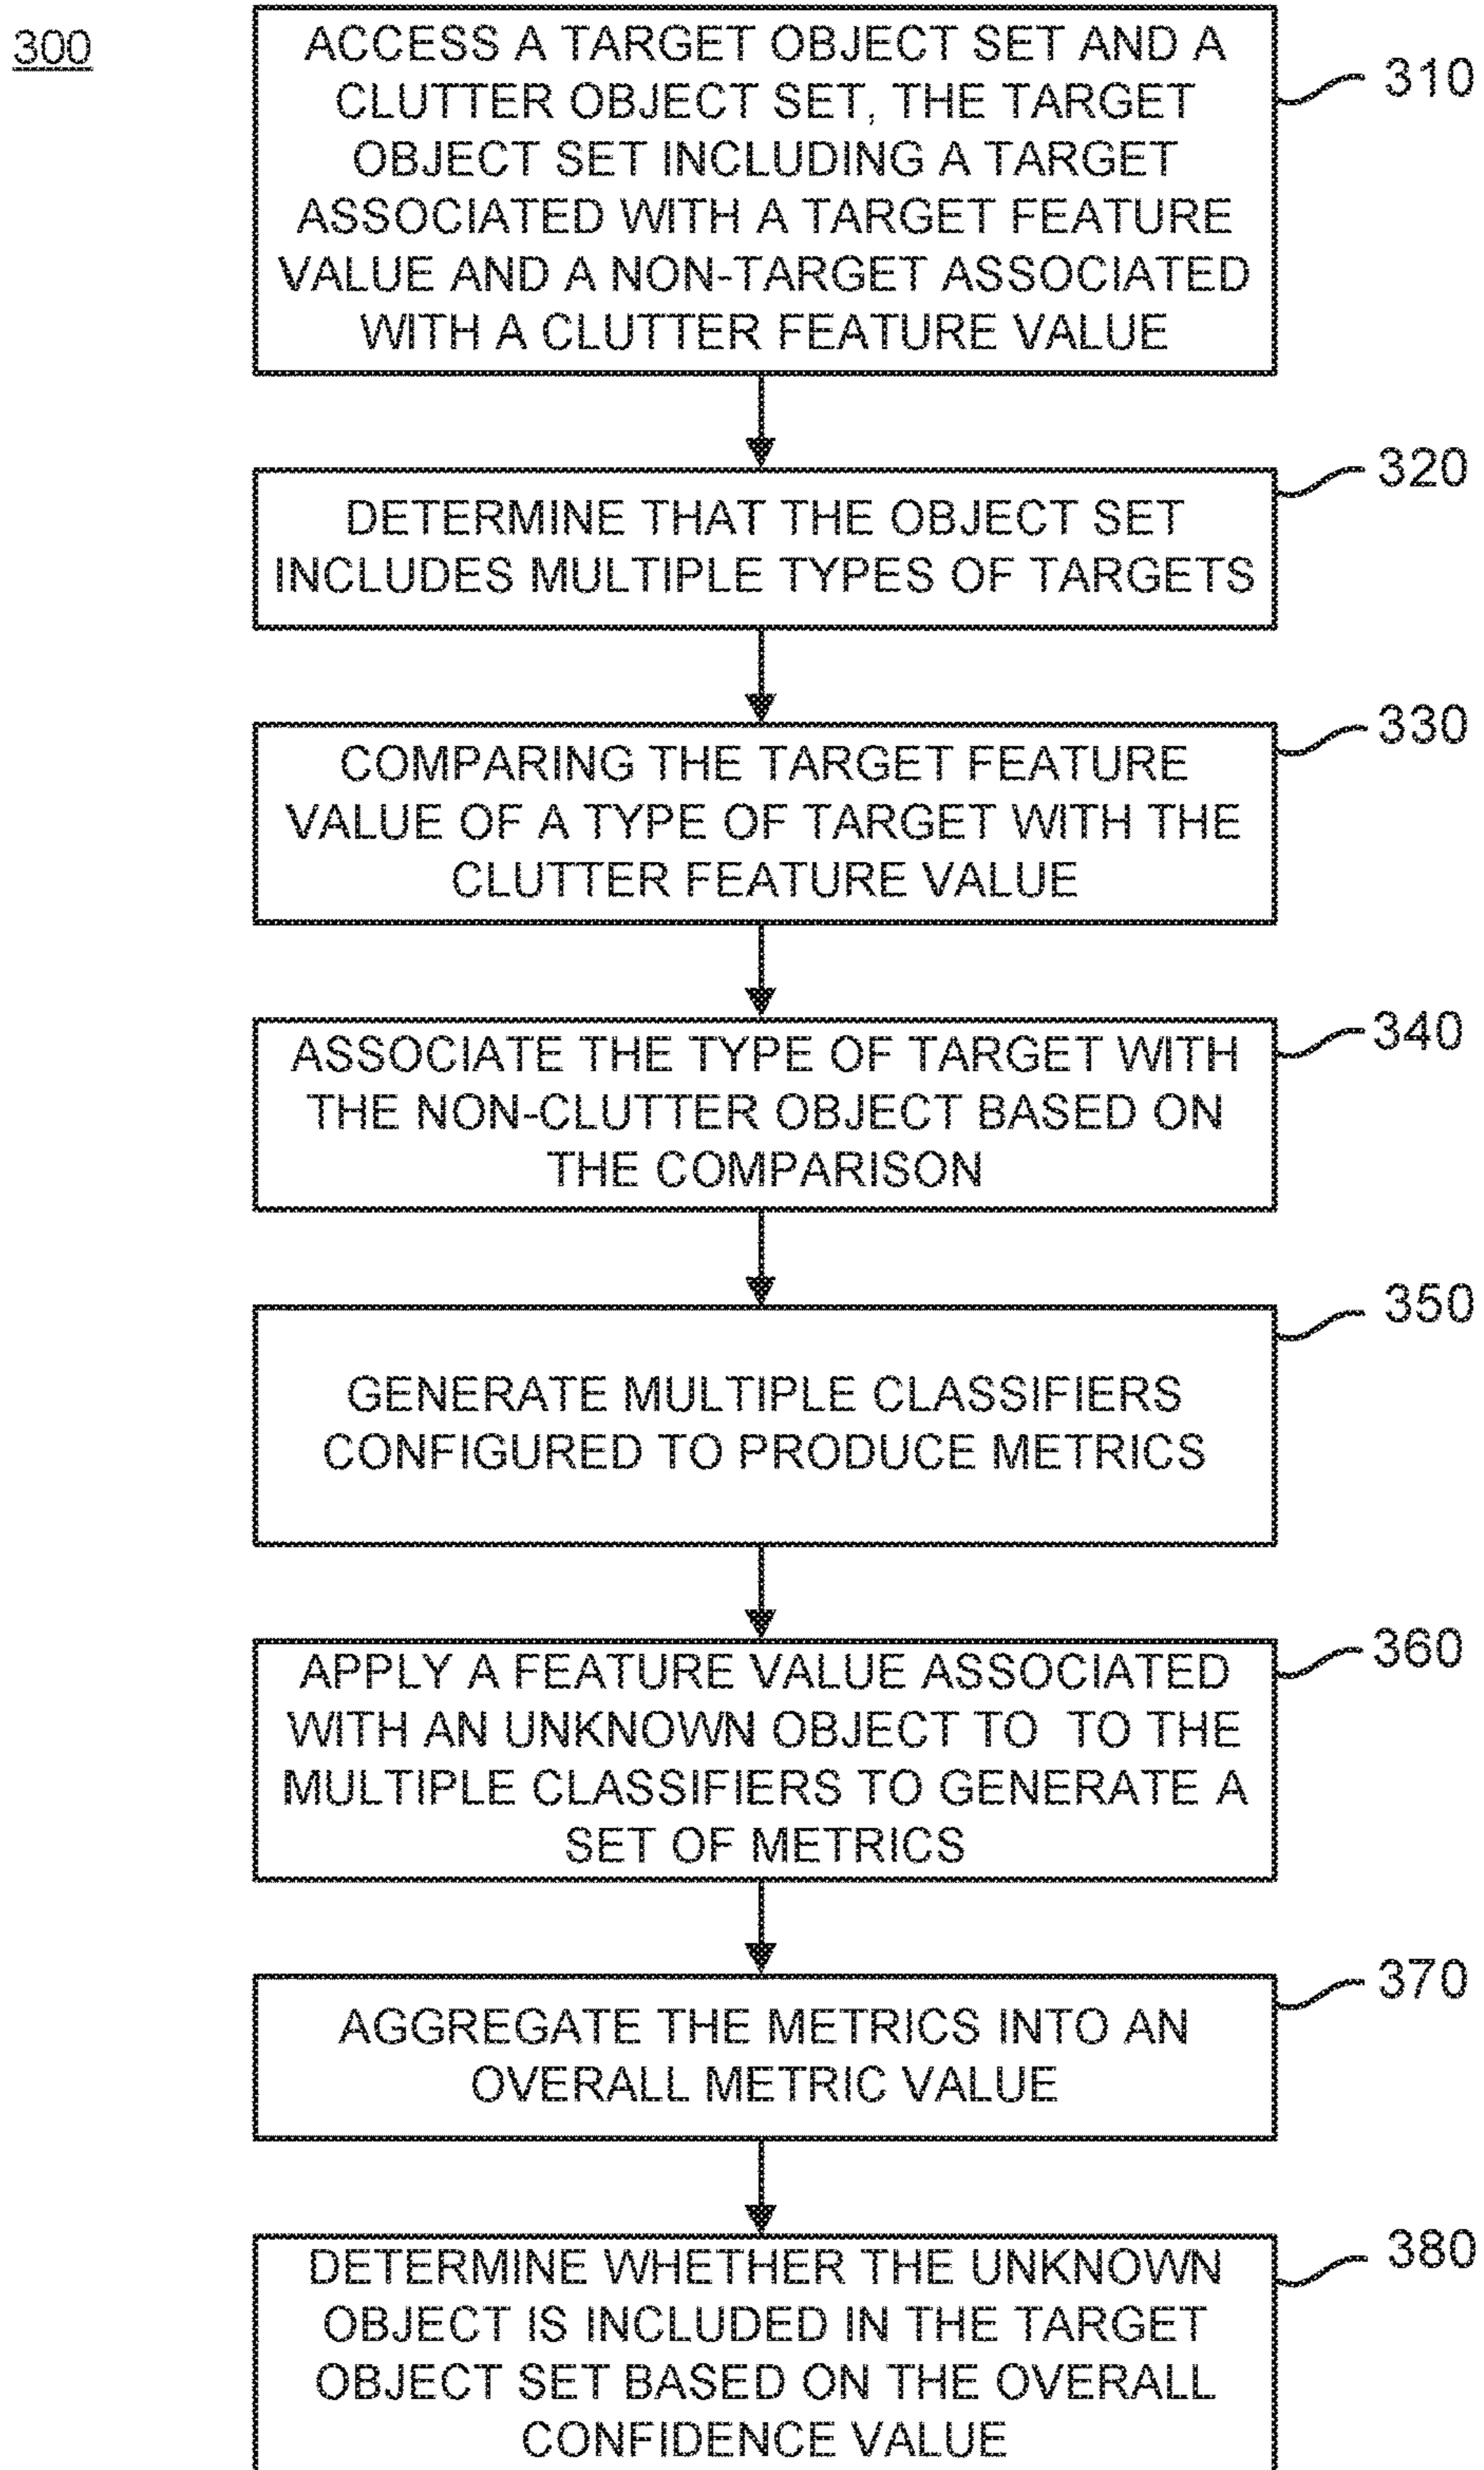 300
ACCESS A TARGET OBJECT SET AND A
CLUTTER OBJECT SET, THE TARGET
OBJECT SET INCLUDING A TARGET
ASSOCIATED WITH A TARGET FEATURE
VALUE AND A NON-TARGET ASSOCIATED
WITH A CLUTTER FEATURE VALUE
310
DETERMINE THAT THE OBJECT SET
INCLUDES MULTIPLE TYPES OF TARGETS
320
COMPARING THE TARGET FEATURE
VALUE OF A TYPE OF TARGET WITH THE
CLUTTER FEATURE VALUE
330
ASSOCIATE THE TYPE OF TARGET WITH
THE NON-CLUTTER OBJECT BASED ON
THE COMPARISON
340
GENERATE MULTIPLE CLASSIFIERS
CONFIGURED TO PRODUCE METRICS
350
APPLY A FEATURE VALUE ASSOCIATED
WITH AN UNKNOWN OBJECT TO TO THE
MULTIPLE CLASSIFIERS TO GENERATE A
SET OF METRICS
360
AGGREGATE THE METRICS INTO AN
OVERALL METRIC VALUE
370
DETERMINE WHETHER THE UNKNOWN
OBJECT IS INCLUDED IN THE TARGET
OBJECT SET BASED ON THE OVERALL
CONFIDENCE VALUE
380